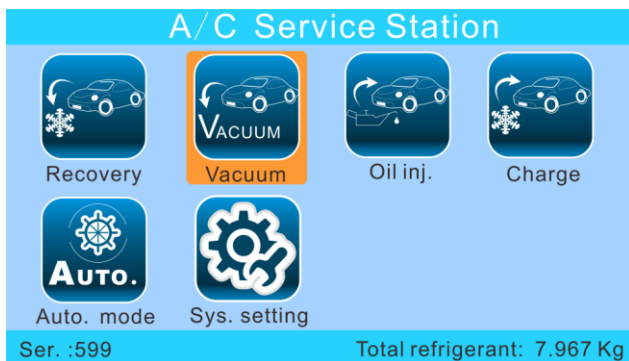 A/C Service Station
VACUUM
Recovery
Vacuum
Oil inj.
Charge
AUTO.
Auto. mode
Sys. setting
Ser. :599
Total refrigerant: 7.967 Kg